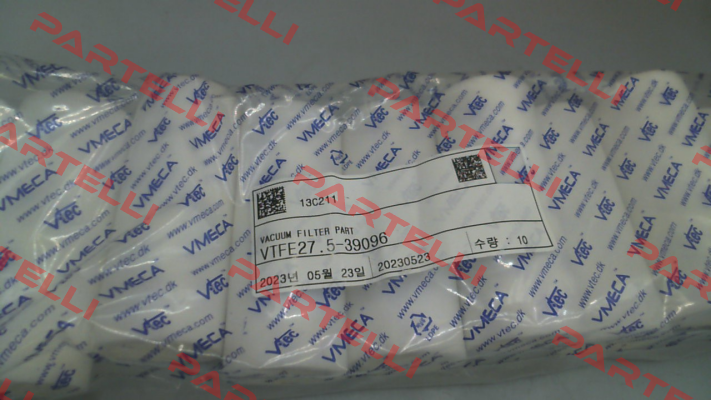 PARTELLI
VMECA
Vtec
www.vmeca.com
www.vtec.dk
13C211
VACUUM FILTER PART
VTFE27.5-39096
수량 : 10
2023년 05월 23일 20230523